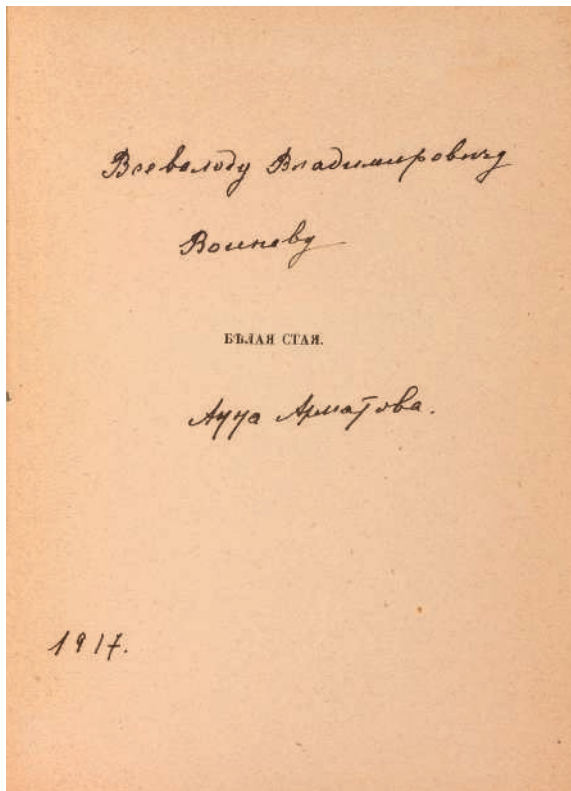 Всеволоду Владимировичу
Воинову
БѢЛАЯ СТАЯ.
Анна Ахматова.
1917.